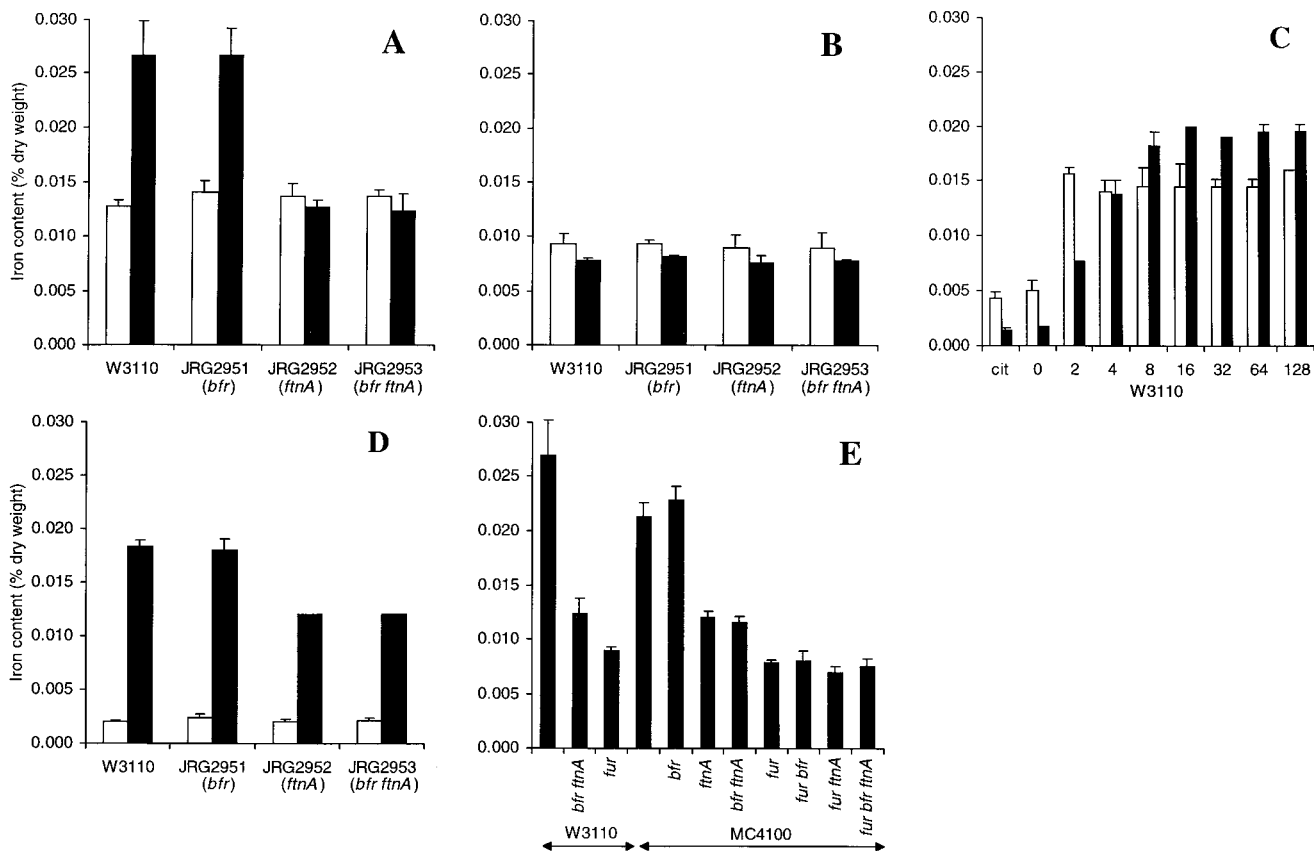 A
0.030
0.025
0.020
0.015
0.010
0.005
0.000
Iron content (% dry weight)
W3110
JRG2951
(bfr)
JRG2952
(ftnA)
JRG2953
(bfr ftnA)
B
0.030
0.025
0.020
0.015
0.010
0.005
0.000
W3110
JRG2951
(bfr)
JRG2952
(ftnA)
JRG2953
(bfr ftnA)
C
0.030
0.025
0.020
0.015
0.010
0.005
0.000
cit 0 2 4 8 16 32 64 128
W3110
D
0.030
0.025
0.020
0.015
0.010
0.005
0.000
Iron content (% dry weight)
W3110
JRG2951
(bfr)
JRG2952
(ftnA)
JRG2953
(bfr ftnA)
E
0.030
0.025
0.020
0.015
0.010
0.005
0.000
bfr ftnA
fur
bfr
ftnA
bfr ftnA
fur
fur bfr
fur ftnA
fur bfr ftnA
W3110
MC4100